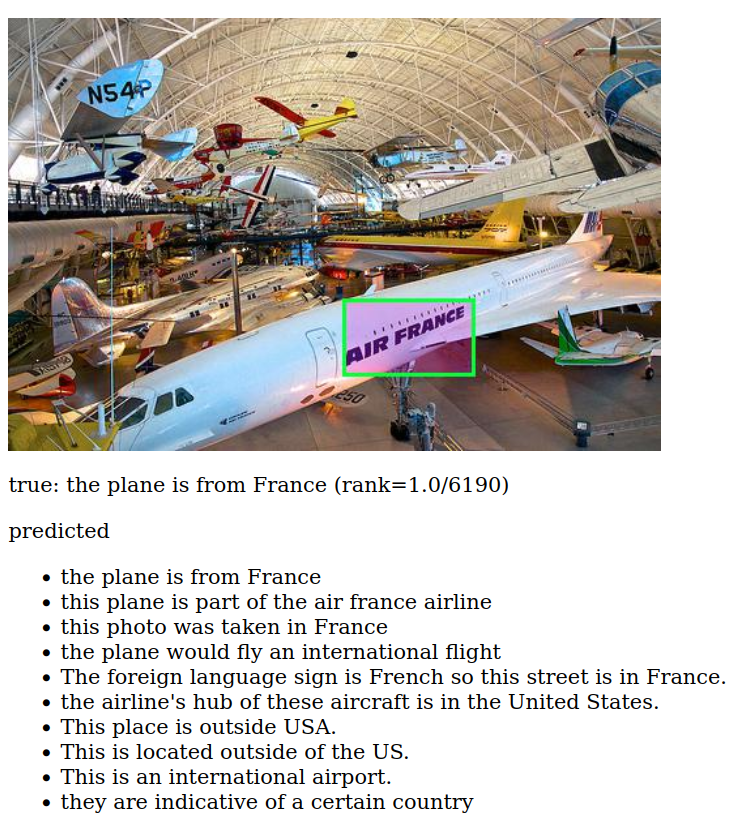 N54P
AIR FRANCE
true: the plane is from France (rank=1.0/6190)
predicted
• the plane is from France
• this plane is part of the air france airline
• this photo was taken in France
• the plane would fly an international flight
• The foreign language sign is French so this street is in France.
• the airline's hub of these aircraft is in the United States.
• This place is outside USA.
• This is located outside of the US.
• This is an international airport.
• they are indicative of a certain country